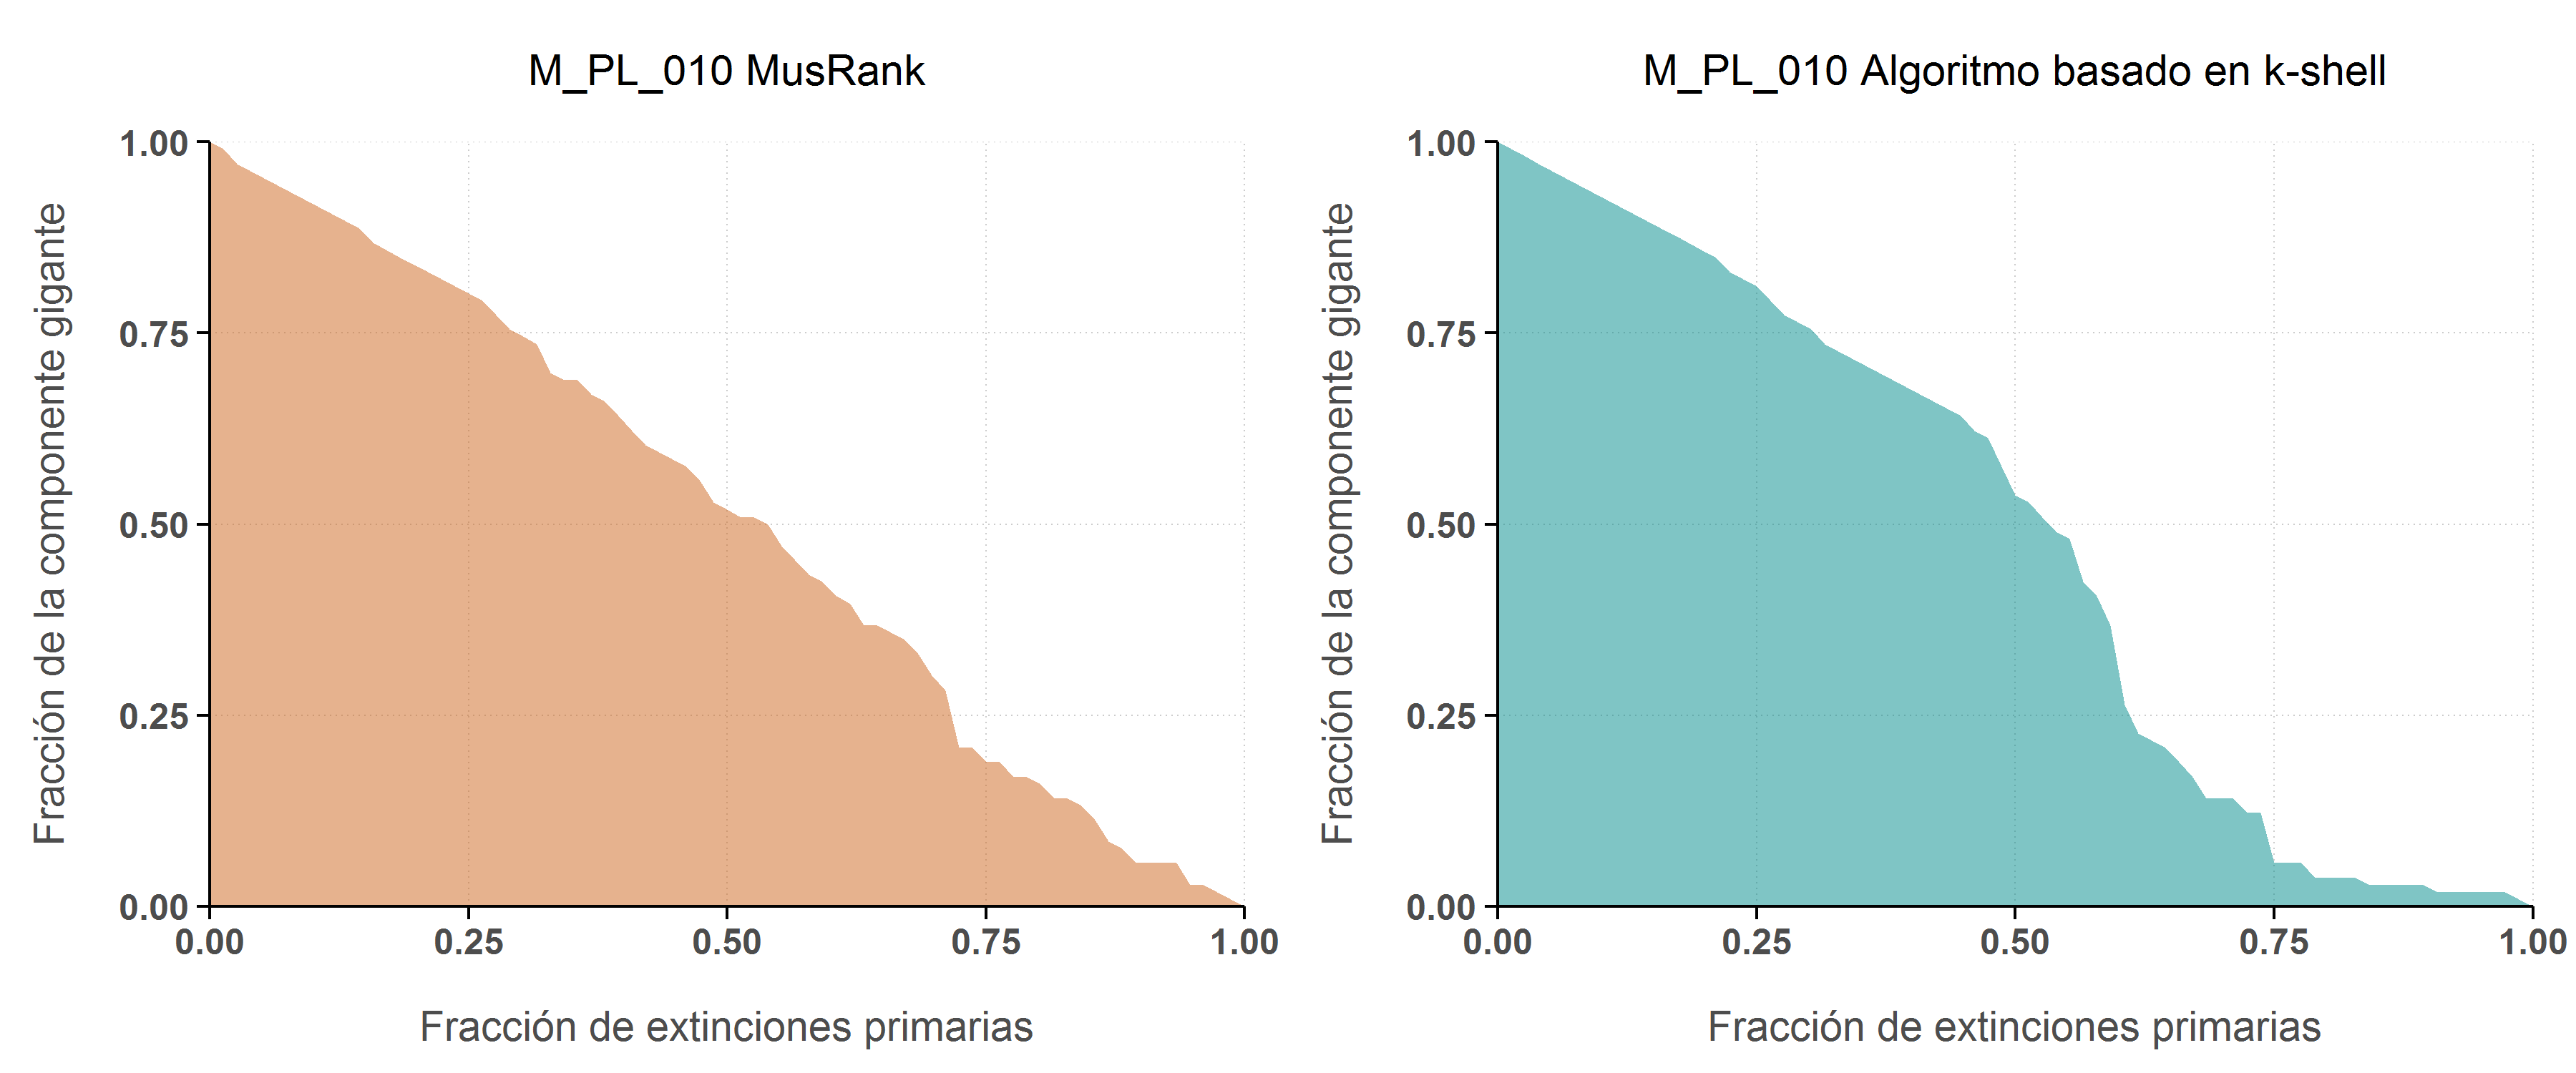 M_PL_010 MusRank
Fracción de la componente gigante
1.00
0.75
0.50
0.25
0.00
0.00 0.25 0.50 0.75 1.00
Fracción de extinciones primarias
M_PL_010 Algoritmo basado en k-shell
Fracción de la componente gigante
1.00
0.75
0.50
0.25
0.00
0.00 0.25 0.50 0.75 1.00
Fracción de extinciones primarias